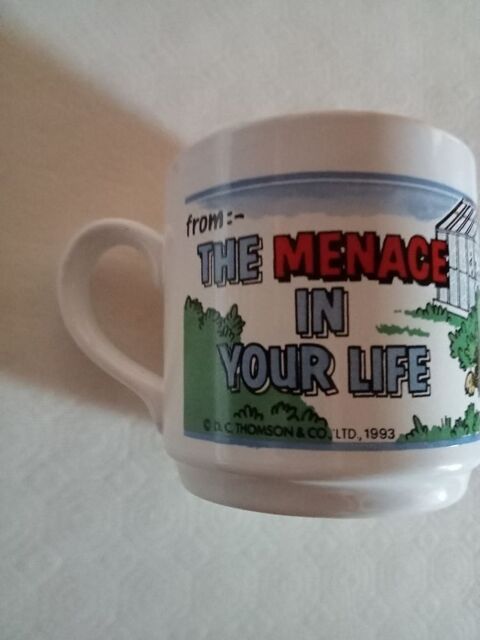 from:-
THE MENACE
IN
YOUR LIFE
© D. C. THOMSON & CO. LTD., 1993